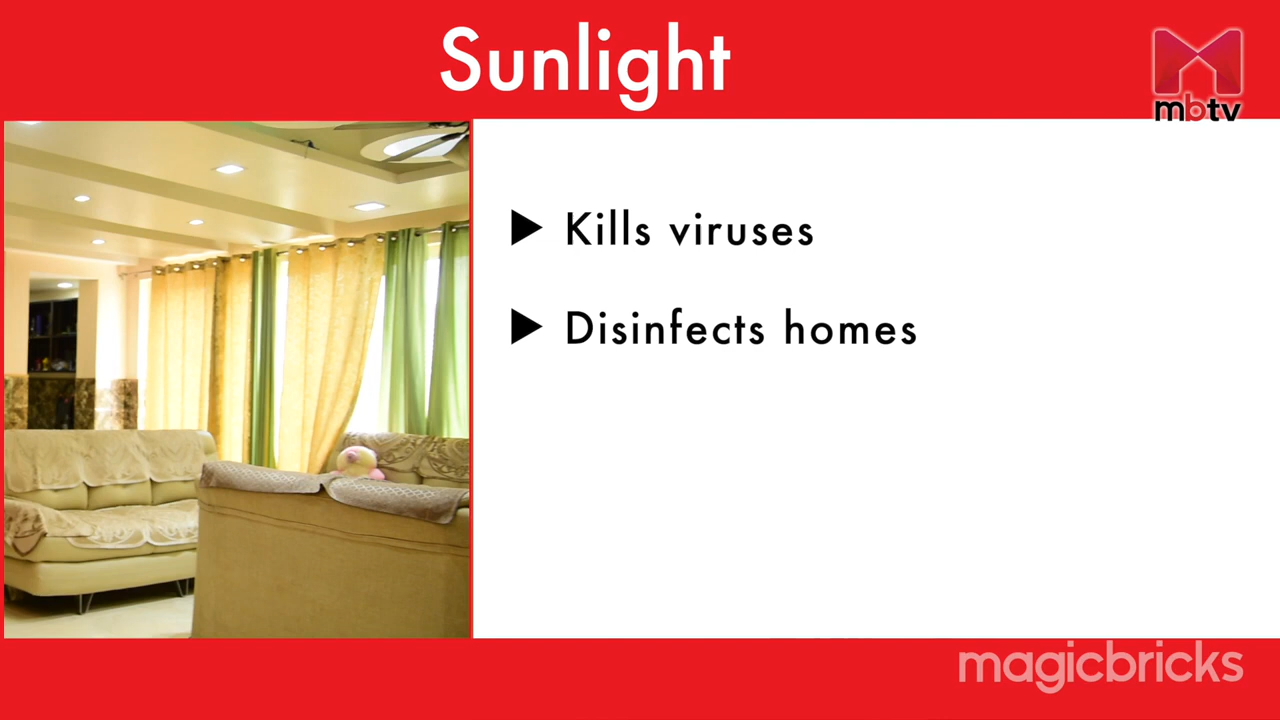 Sunlight
mbtv
▶ Kills viruses
▶ Disinfects homes
magicbricks